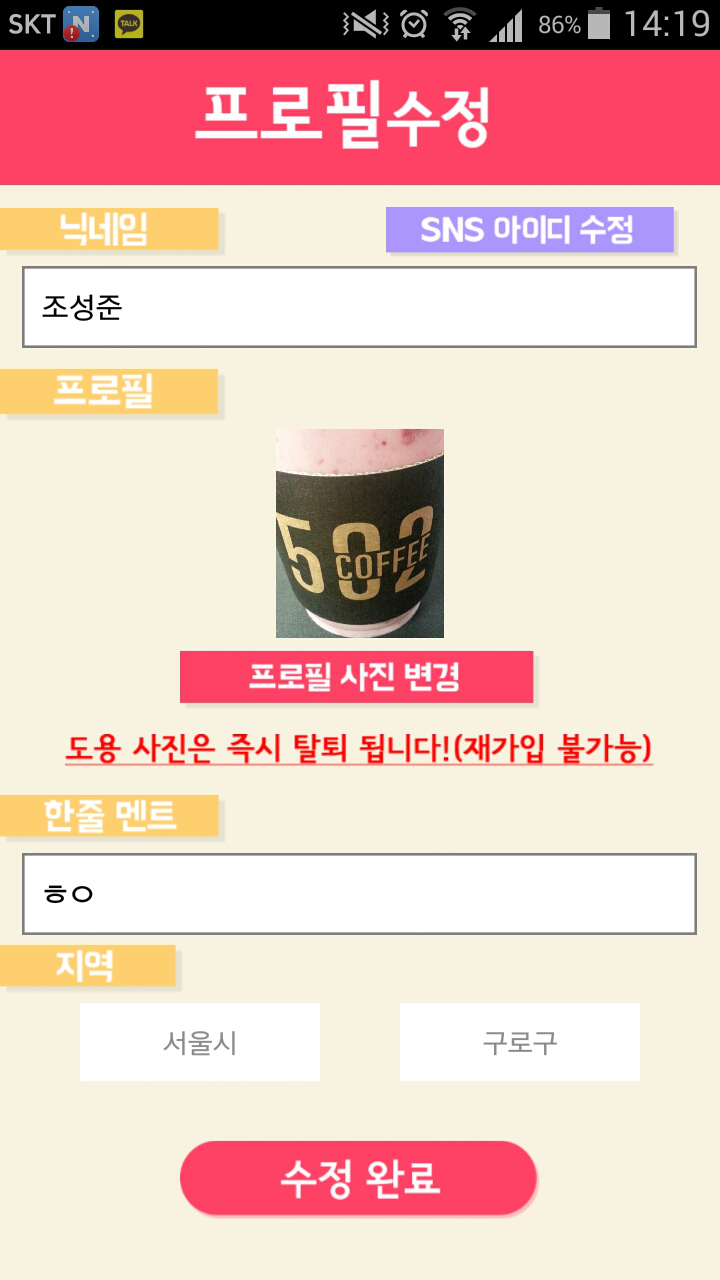 SKT N ! TALK 86% 14:19
프로필수정
닉네임 SNS 아이디 수정
조성준
프로필
502
COFFEE
프로필 사진 변경
도용 사진은 즉시 탈퇴 됩니다!(재가입 불가능)
한줄 멘트
ㅎㅇ
지역
서울시 구로구
수정 완료